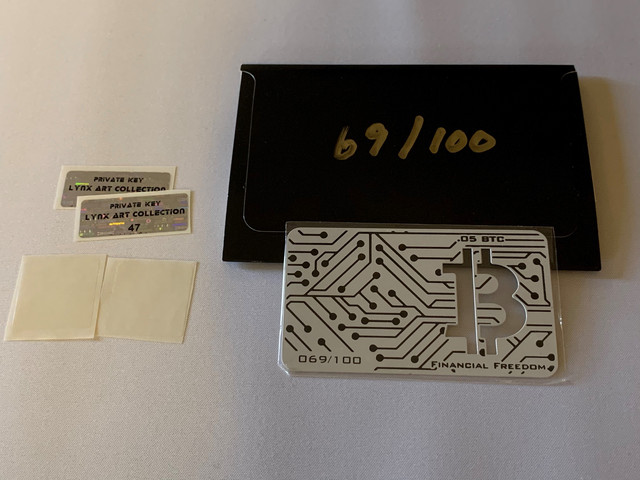 69/100
PRIVATE KEY
LYNX ART COLLECTION
PRIVATE KEY
LYNX ART COLLECTION
47
.05 BTC
069/100
FINANCIAL FREEDOM